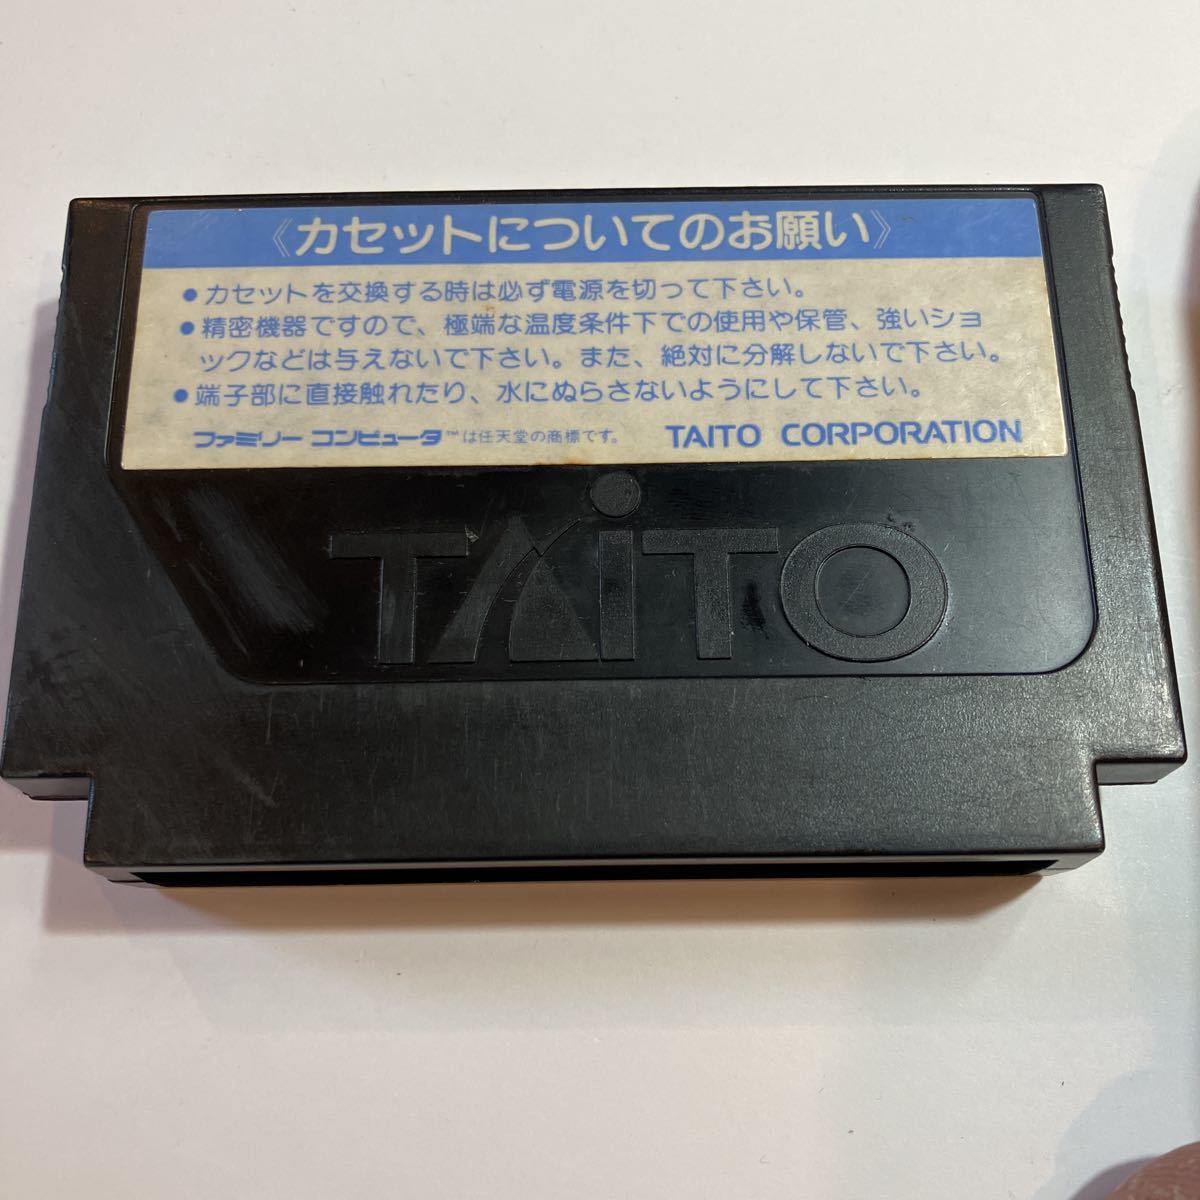 《カセットについてのお願い》
●カセットを交換する時は必ず電源を切って下さい。
●精密機器ですので、極端な温度条件下での使用や保管、強いショ
ックなどは与えないで下さい。また、絶対に分解しないで下さい。
●端子部に直接触れたり、水にぬらさないようにして下さい。
ファミリー コンピュータ™は任天堂の商標です。 TAITO CORPORATION
TAITO